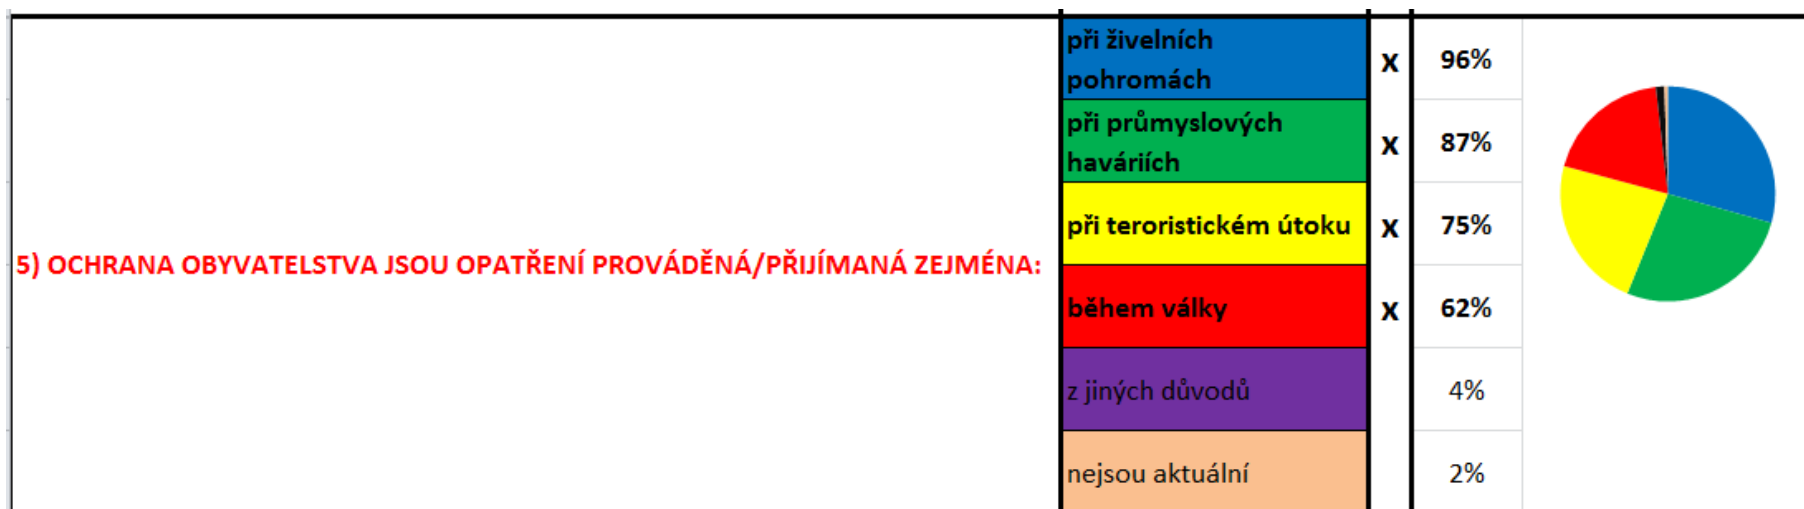 při živelních
pohromách
x
96%
při průmyslových
haváriích
x
87%
při teroristickém útoku
x
75%
5) OCHRANA OBYVATELSTVA JSOU OPATŘENÍ PROVÁDĚNÁ/PŘIJÍMANÁ ZEJMÉNA:
během války
x
62%
z jiných důvodů
4%
nejsou aktuální
2%